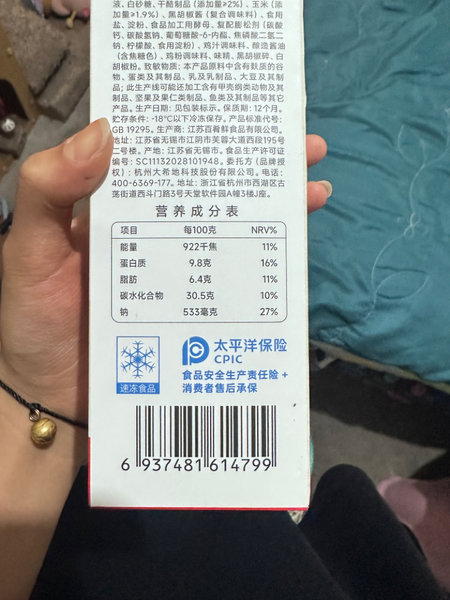 液、白砂糖、干酪制品（添加量≥2%）、玉米（
添加量≥1.9%）、黑胡椒酱（复合调味料）、食用
盐、淀粉、食品加工用酵母、复配膨松剂(碳酸
钙、碳酸氢钠、葡萄糖酸-δ-内酯、焦磷酸二氢二
钠、柠檬酸、食用淀粉）、鸡汁调味料、酿造酱油
（含焦糖色）、鸡粉调味料、味精、黑胡椒碎、白
胡椒粉。致敏物质：本产品原料中含有麸质的谷
物、蛋类及其制品、乳及乳制品、大豆及其制
品；此生产线可能还加工含有甲壳纲类动物及其
制品、坚果及果仁类制品、鱼类及其制品等其它
产品。生产日期：见包装标示。保质期：12个月。
贮存条件：-18℃以下冷冻保存。产品标准代号：
GB 19295。生产商：江苏百肴鲜食品有限公司。
地址：江苏省无锡市江阴市芙蓉大道西段195号
二号楼。产地：江苏省无锡市。食品生产许可证
编号：SC11132028101948。委托方（品牌授
权）：杭州大希地科技股份有限公司。电话：
400-6369-177。地址：浙江省杭州市西湖区古
荡街道西斗门路3号天堂软件园A幢3楼J座。
营养成分表
项目 每100克 NRV%
能量 922千焦 11%
蛋白质 9.8克 16%
脂肪 6.4克 11%
碳水化合物 30.5克 10%
钠 533毫克 27%
速冻食品
太平洋保险
CPIC
食品安全生产责任险 +
消费者售后承保
6 937481 614799